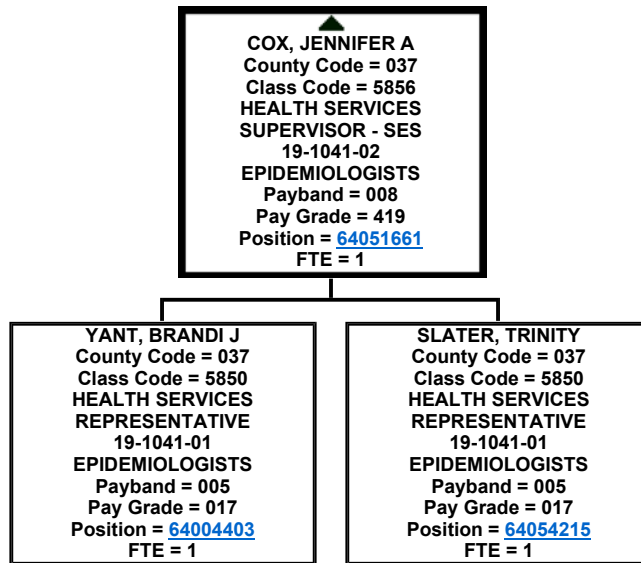 COX, JENNIFER A
County Code = 037
Class Code = 5856
HEALTH SERVICES
SUPERVISOR - SES
19-1041-02
EPIDEMIOLOGISTS
Payband = 008
Pay Grade = 419
Position = 64051661
FTE = 1
YANT, BRANDI J
County Code = 037
Class Code = 5850
HEALTH SERVICES
REPRESENTATIVE
19-1041-01
EPIDEMIOLOGISTS
Payband = 005
Pay Grade = 017
Position = 64004403
FTE = 1
SLATER, TRINITY
County Code = 037
Class Code = 5850
HEALTH SERVICES
REPRESENTATIVE
19-1041-01
EPIDEMIOLOGISTS
Payband = 005
Pay Grade = 017
Position = 64054215
FTE = 1